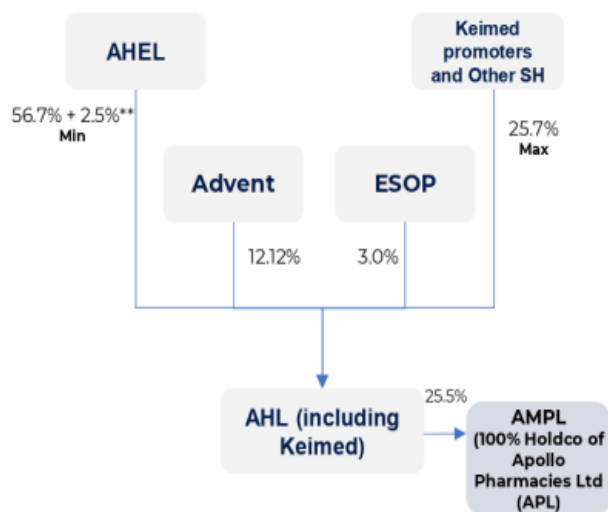 AHEL
Keimed
promoters
and Other SH
56.7% + 2.5%**
Min
25.7%
Max
Advent
ESOP
12.12%
3.0%
AHL (including
Keimed)
25.5%
AMPL
(100% Holdco of
Apollo
Pharmacies Ltd
(APL)